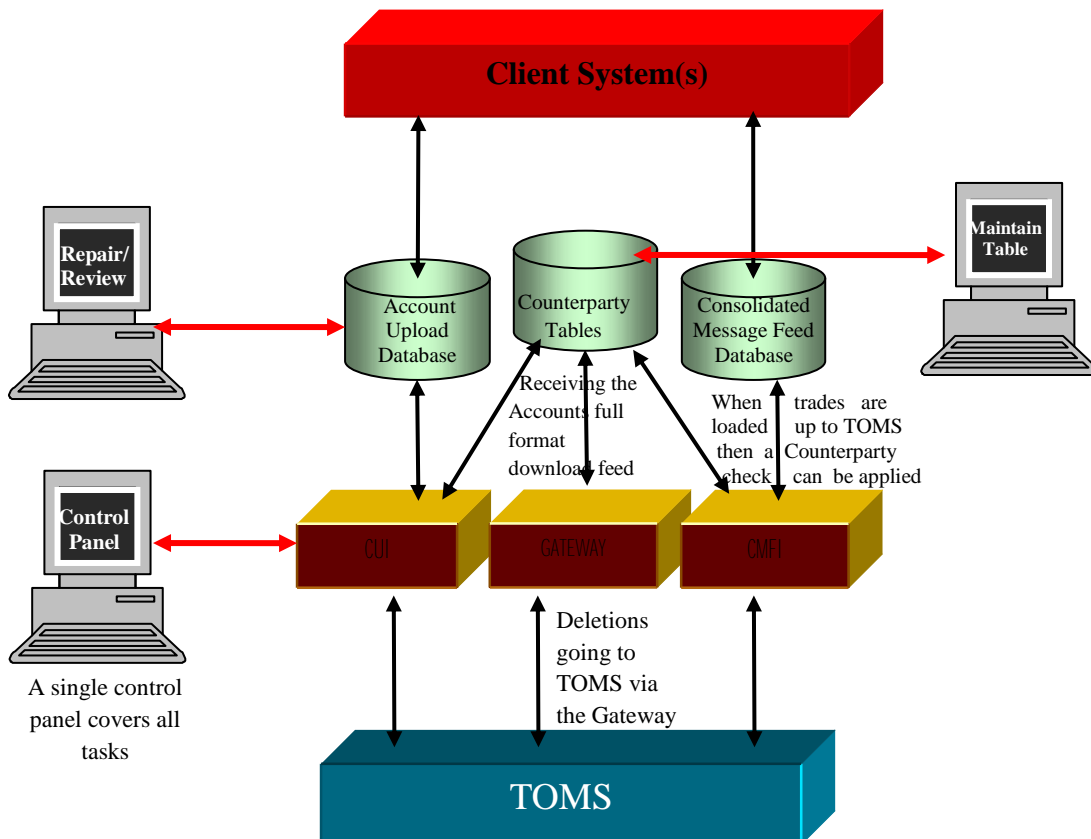 Client System(s)
Repair/
Review
Maintain
Table
Account
Upload
Database
Counterparty
Tables
Consolidated
Message Feed
Database
Receiving the
Accounts full
format
download feed
When trades are
loaded up to TOMS
then a Counterparty
check can be applied
Control
Panel
CUI
GATEWAY
CMFI
A single control
panel covers all
tasks
Deletions
going to
TOMS via
the Gateway
TOMS